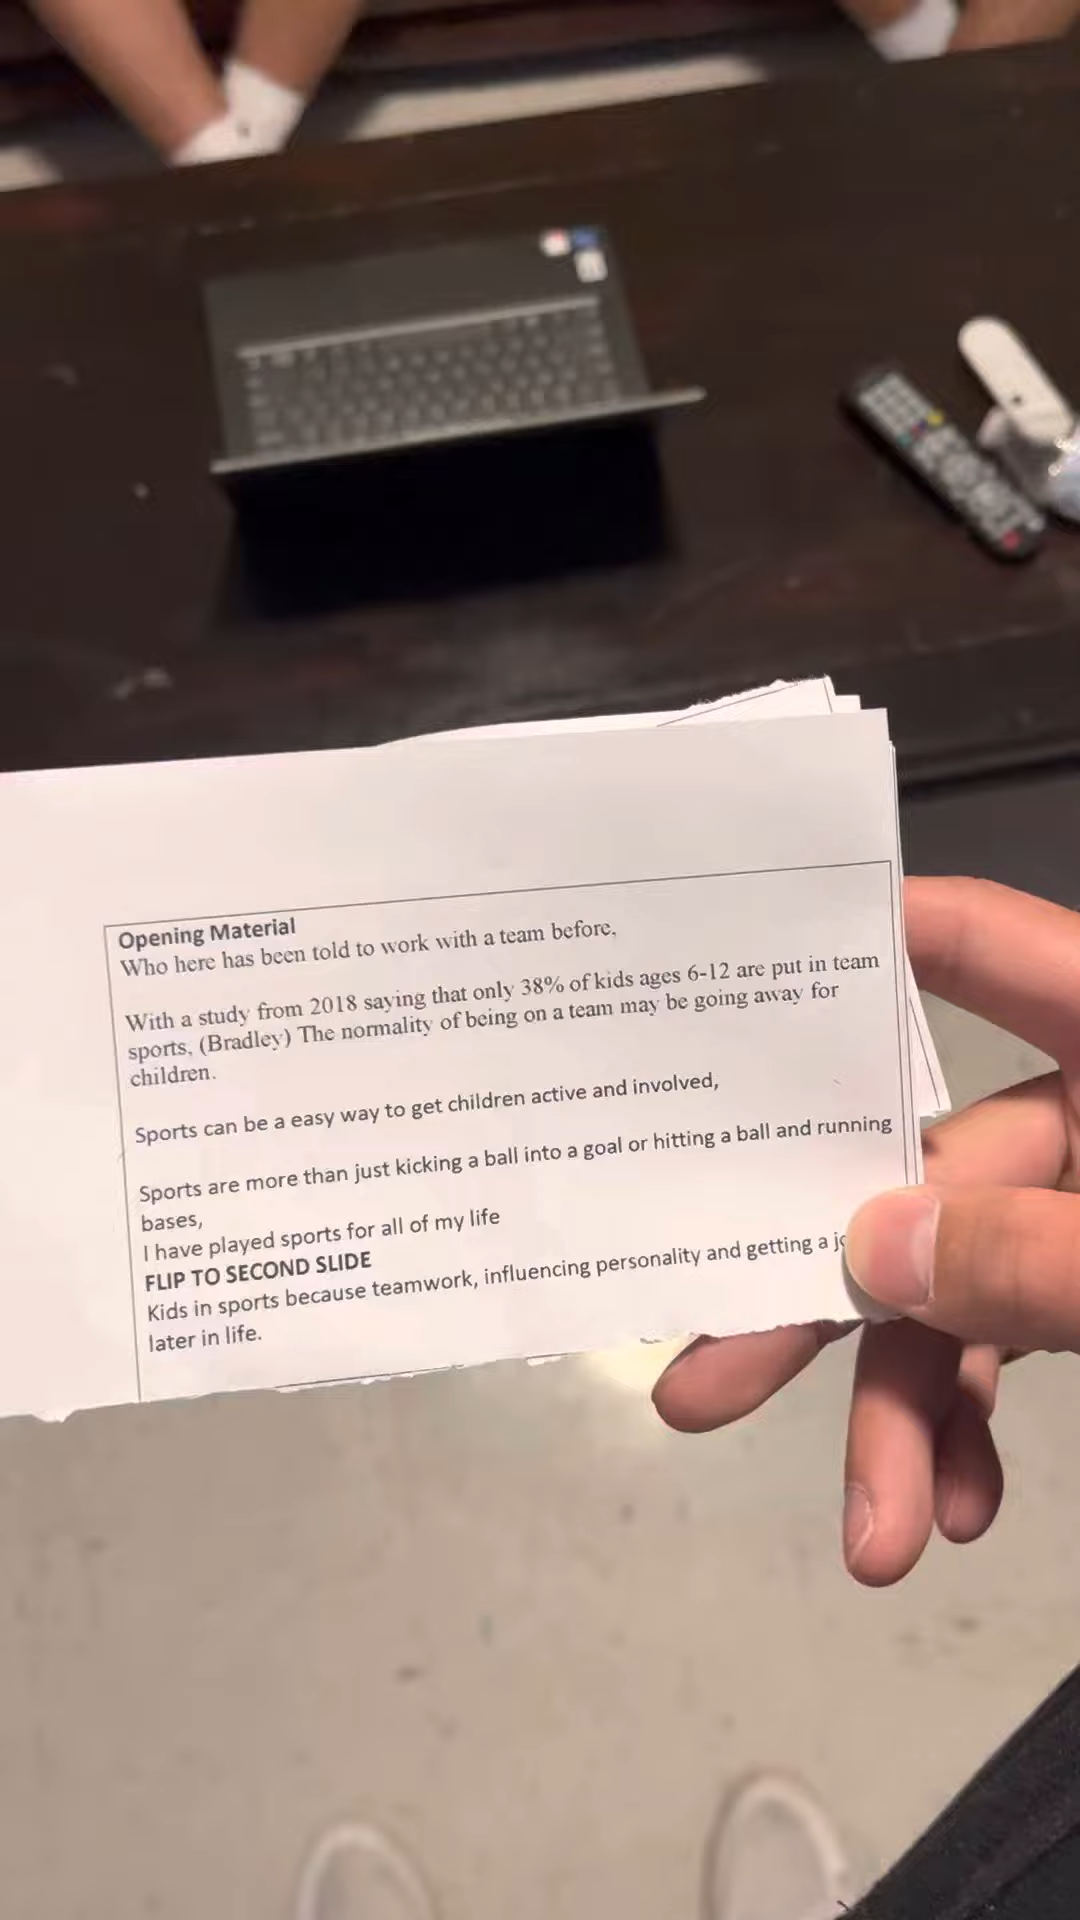 Opening Material
Who here has been told to work with a team before,
With a study from 2018 saying that only 38% of kids ages 6-12 are put in team
sports, (Bradley) The normality of being on a team may be going away for
children.
Sports can be a easy way to get children active and involved,
Sports are more than just kicking a ball into a goal or hitting a ball and running
bases,
I have played sports for all of my life
FLIP TO SECOND SLIDE
Kids in sports because teamwork, influencing personality and getting a
later in life.